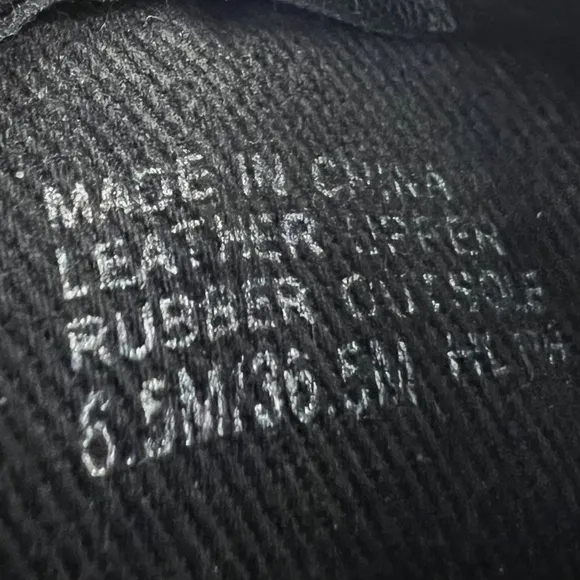 MADE IN CHINA
LEATHER UPPER
RUBBER OUTSOLE
6.5M/36.5M